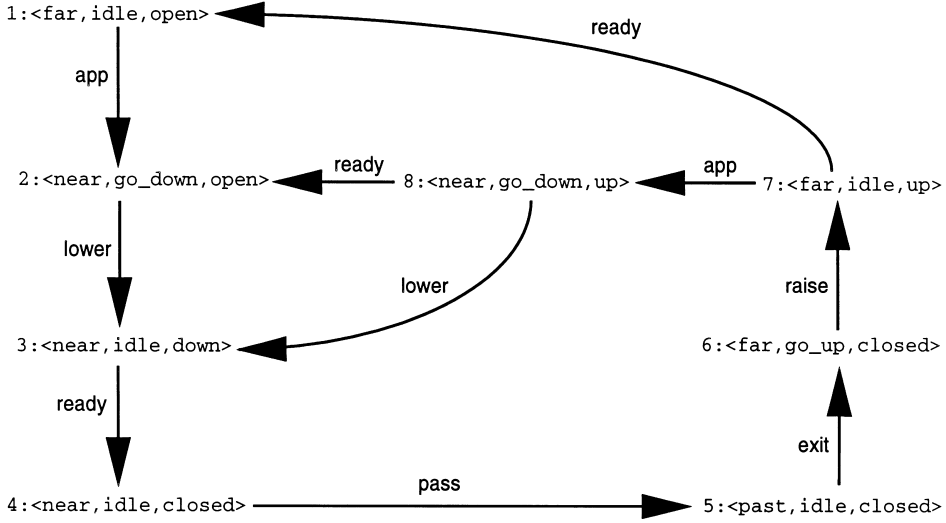 1:<far,idle,open>
ready
app
2:<near,go_down,open>
ready
8:<near,go_down,up>
app
7:<far,idle,up>
lower
lower
raise
3:<near,idle,down>
6:<far,go_up,closed>
ready
exit
pass
4:<near,idle,closed>
5:<past,idle,closed>